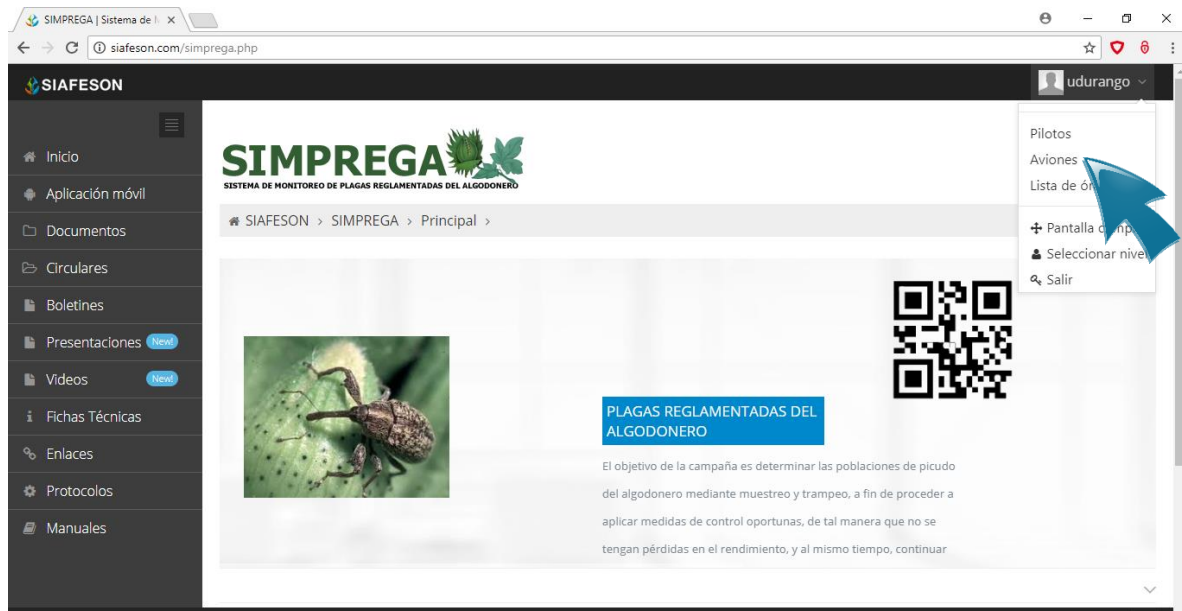 SIMPREGA | Sistema de
siafeson.com/simprega.php
SIAFESON
udurango
Pilotos
Aviones
Lista de
Pantalla
Seleccionar
Salir
Inicio
Aplicación móvil
Documentos
Circulares
Boletines
Presentaciones New!
Videos New!
Fichas Técnicas
Enlaces
Protocolos
Manuales
SIMPREGA
SISTEMA DE MONITOREO DE PLAGAS REGLAMENTADAS DEL ALGODONERO
SIAFESON > SIMPREGA > Principal >
PLAGAS REGLAMENTADAS DEL
ALGODONERO
El objetivo de la campaña es determinar las poblaciones de picudo
del algodonero mediante muestreo y trampeo, a fin de proceder a
aplicar medidas de control oportunas, de tal manera que no se
tengan pérdidas en el rendimiento, y al mismo tiempo, continuar